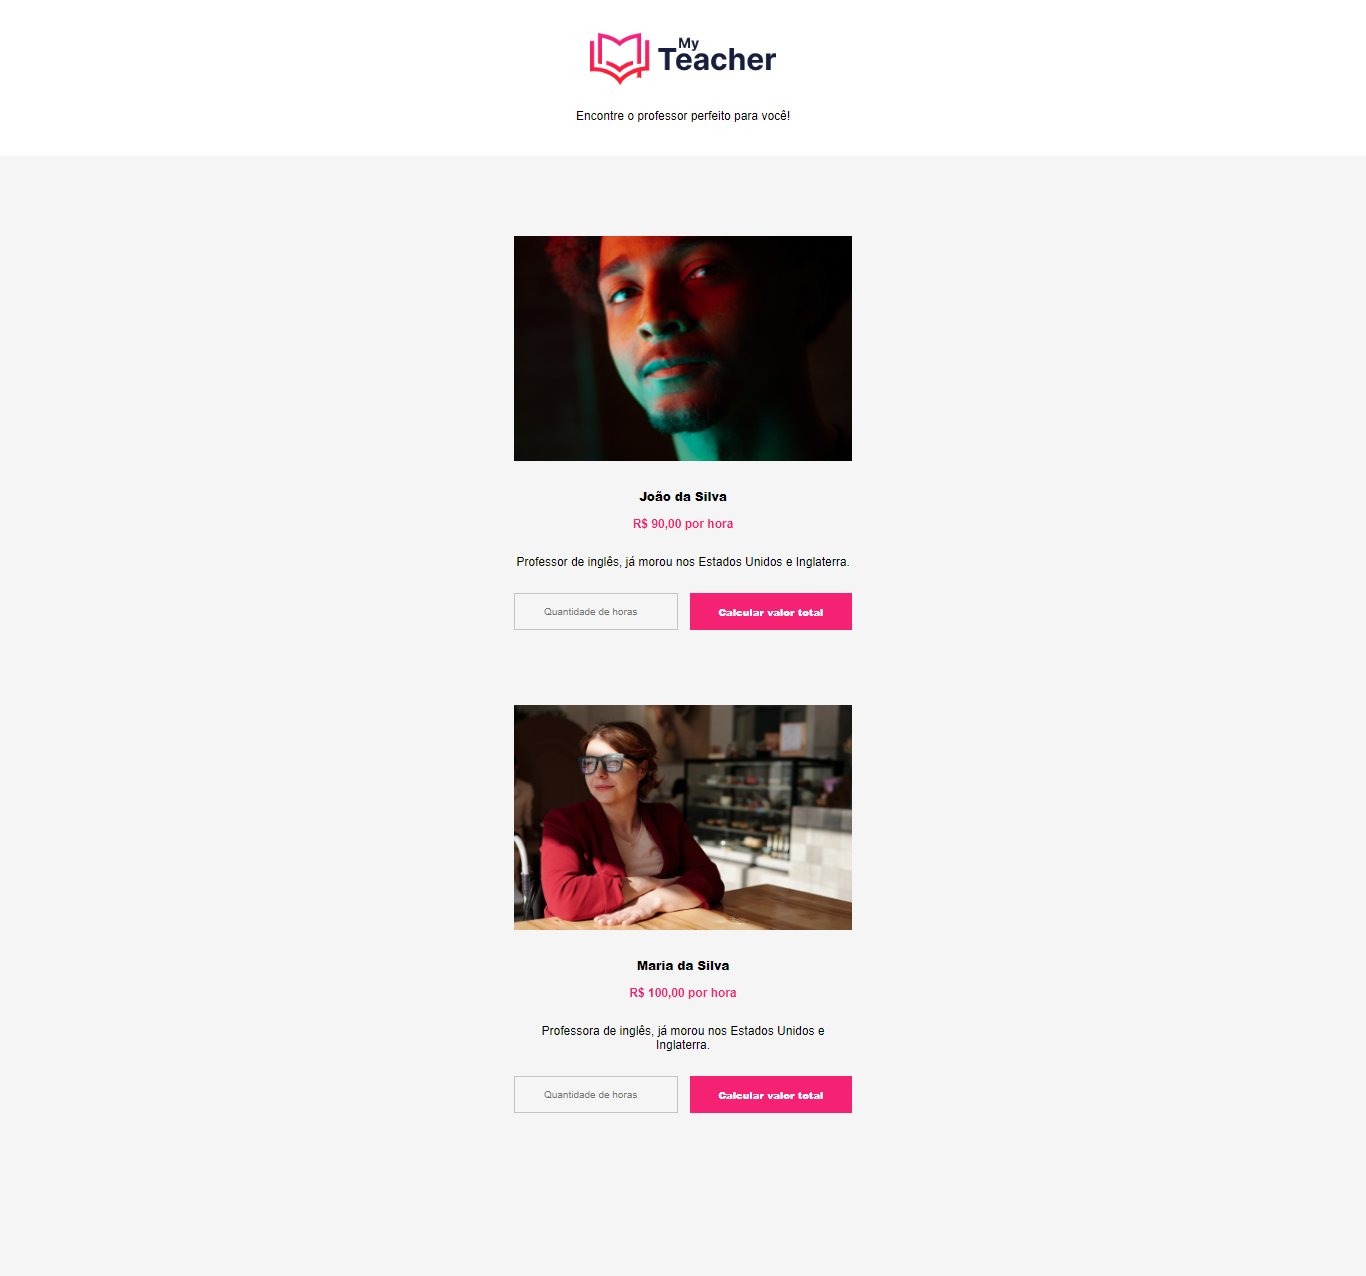 My
Teacher
Encontre o professor perfeito para você!
João da Silva
R$ 90,00 por hora
Professor de inglês, já morou nos Estados Unidos e Inglaterra.
Quantidade de horas
Calcular valor total
Maria da Silva
R$ 100,00 por hora
Professora de inglês, já morou nos Estados Unidos e
Inglaterra.
Quantidade de horas
Calcular valor total